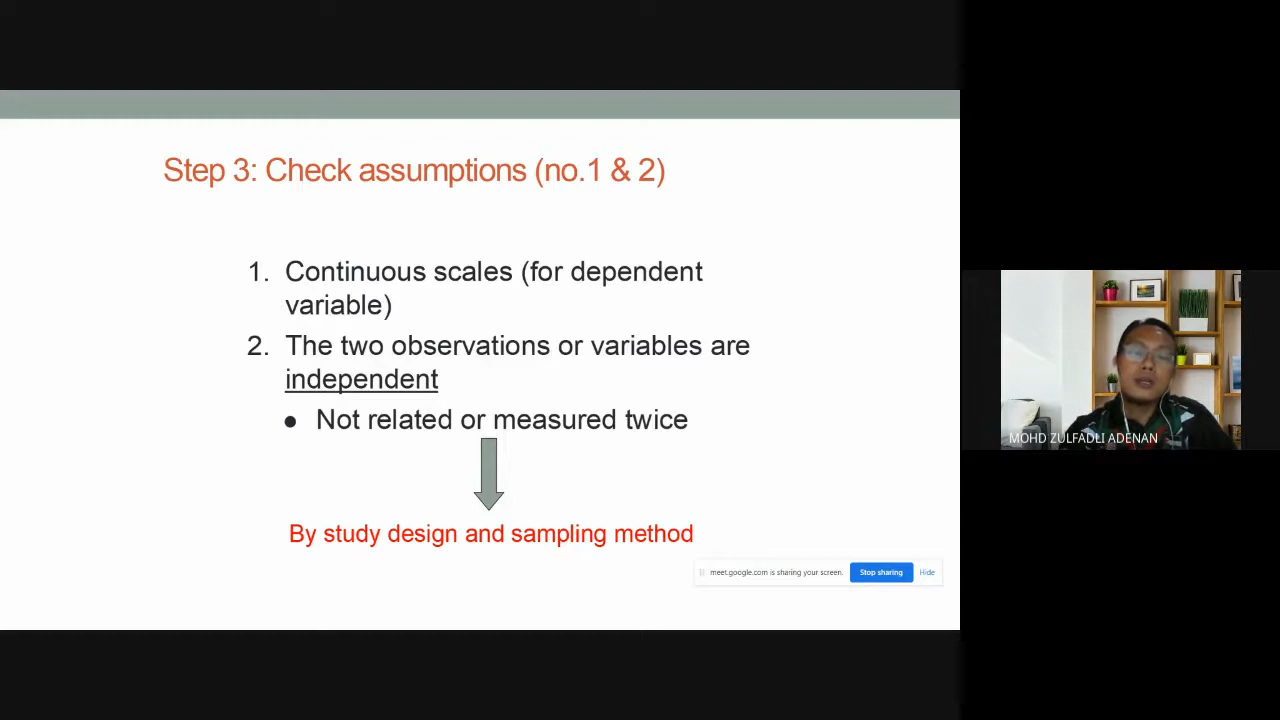 Step 3: Check assumptions (no.1 & 2)
1. Continuous scales (for dependent
variable)
2. The two observations or variables are
independent
● Not related or measured twice
By study design and sampling method
meet.google.com is sharing your screen. Stop sharing Hide
MOHD ZULFADLI ADENAN